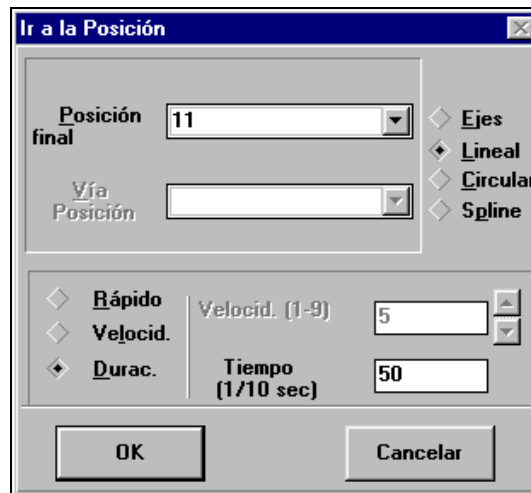 Ir a la Posición
Posición
final
11
Ejes
Lineal
Circular
Spline
Vía
Posición
Rápido
Velocid.
Durac.
Velocid. (1-9)
5
Tiempo
(1/10 sec)
50
OK
Cancelar